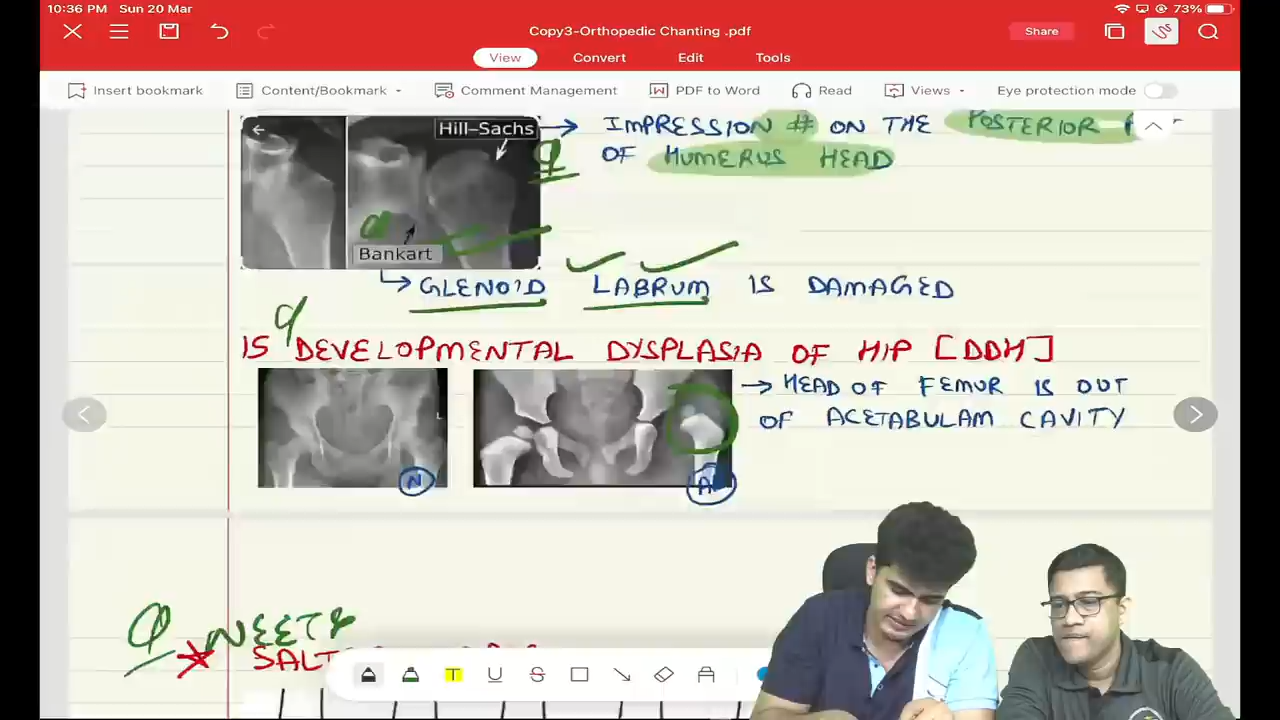 10:36 PM Sun 20 Mar
73%
Copy3-Orthopedic Chanting .pdf
Share
View
Convert
Edit
Tools
Insert bookmark
Content/Bookmark
Comment Management
PDF to Word
Read
Views
Eye protection mode
Hill-Sachs
IMPRESSION # ON THE POSTERIOR
OF HUMERUS HEAD
Q
Bankart
GLENOID LABRUM IS DAMAGED
15 DEVELOPMENTAL DYSPLASIA OF HIP [DDH]
L
HEAD OF FEMUR IS OUT
OF ACETABULAM CAVITY
N
Q NEET
T U S